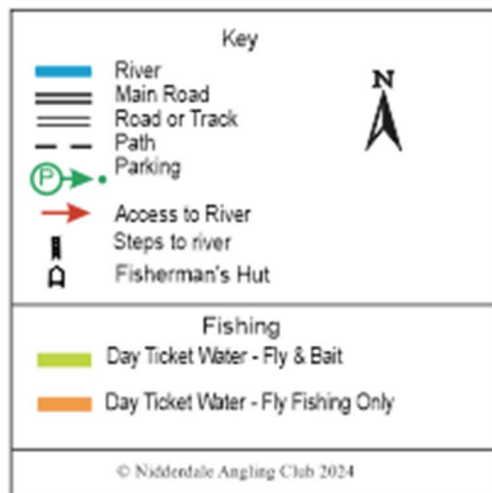 Key
River
Main Road
Road or Track
Path
P Parking
N
Access to River
Steps to river
Fisherman's Hut
Fishing
Day Ticket Water - Fly & Bait
Day Ticket Water - Fly Fishing Only
© Nidderdale Angling Club 2024